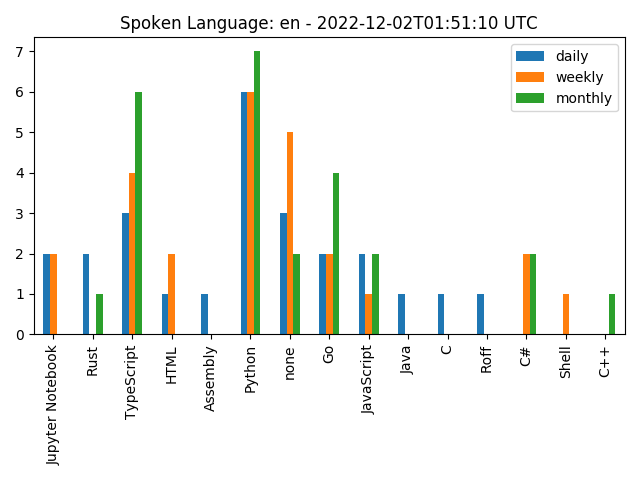 Spoken Language: en - 2022-12-02T01:51:10 UTC
daily
weekly
monthly
7
6
5
4
3
2
1
0
Jupyter Notebook
Rust
TypeScript
HTML
Assembly
Python
none
Go
JavaScript
Java
C
Roff
C#
Shell
C++